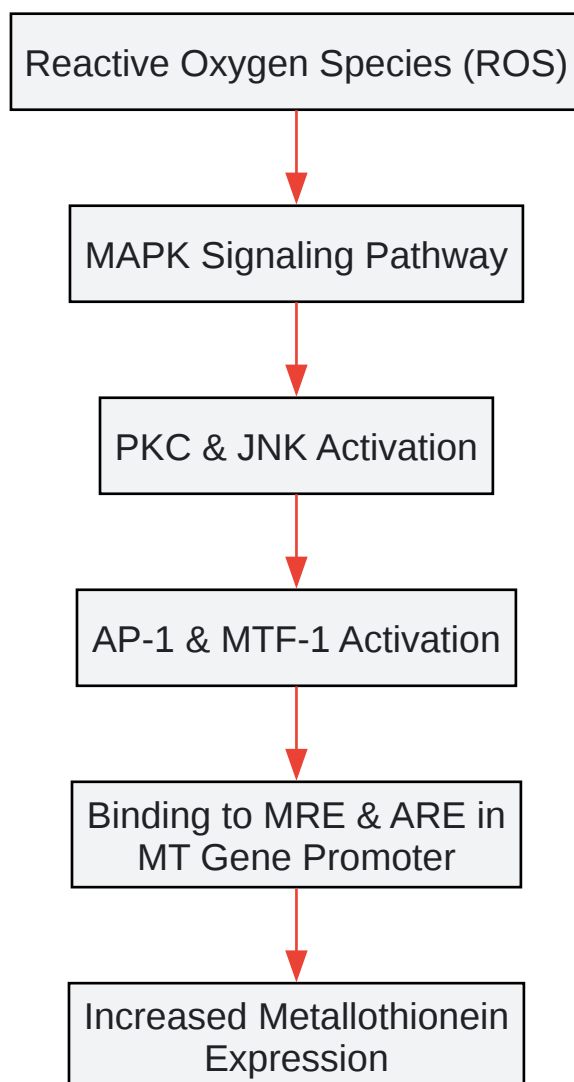 Reactive Oxygen Species (ROS)
MAPK Signaling Pathway
PKC & JNK Activation
AP-1 & MTF-1 Activation
Binding to MRE & ARE in
MT Gene Promoter
Increased Metallothionein
Expression